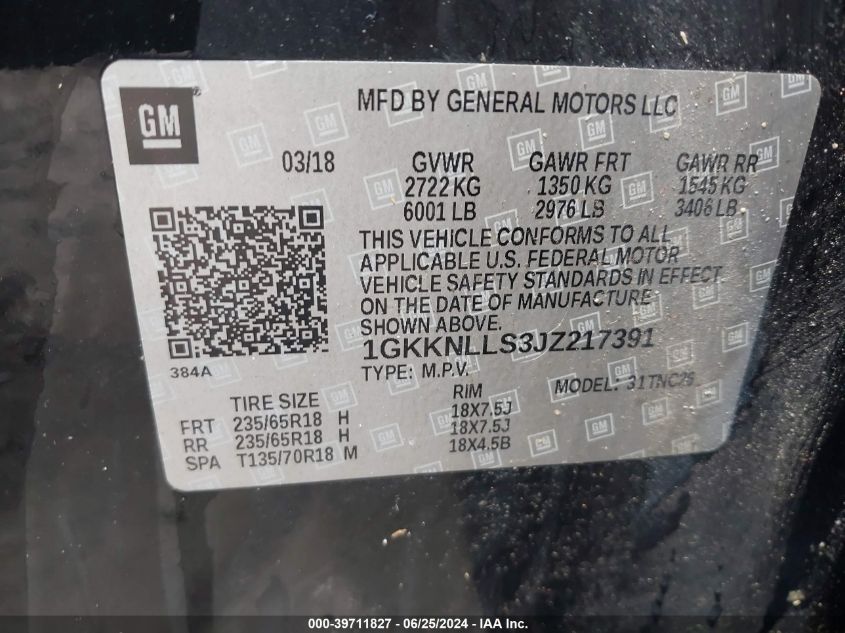 GM
MFD BY GENERAL MOTORS LLC
03/18 GVWR GAWR FRT GAWR RR
2722 KG 1350 KG 1545 KG
6001 LB 2976 LB 3406 LB
THIS VEHICLE CONFORMS TO ALL
APPLICABLE U.S. FEDERAL MOTOR
VEHICLE SAFETY STANDARDS IN EFFECT
ON THE DATE OF MANUFACTURE
SHOWN ABOVE.
1GKKNLLS3JZ217391
384A
TYPE: M.P.V. MODEL: 31TNC26
TIRE SIZE RIM
FRT 235/65R18 H 18X7.5J
RR 235/65R18 H 18X7.5J
SPA T135/70R18 M 18X4.5B
000-39711827 - 06/25/2024 - IAA Inc.